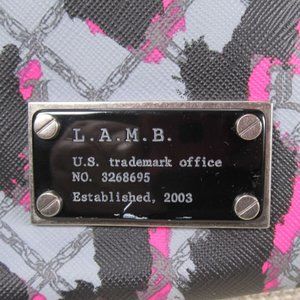 L.A.M.B.
U.S. trademark office
NO. 3268695
Established, 2003